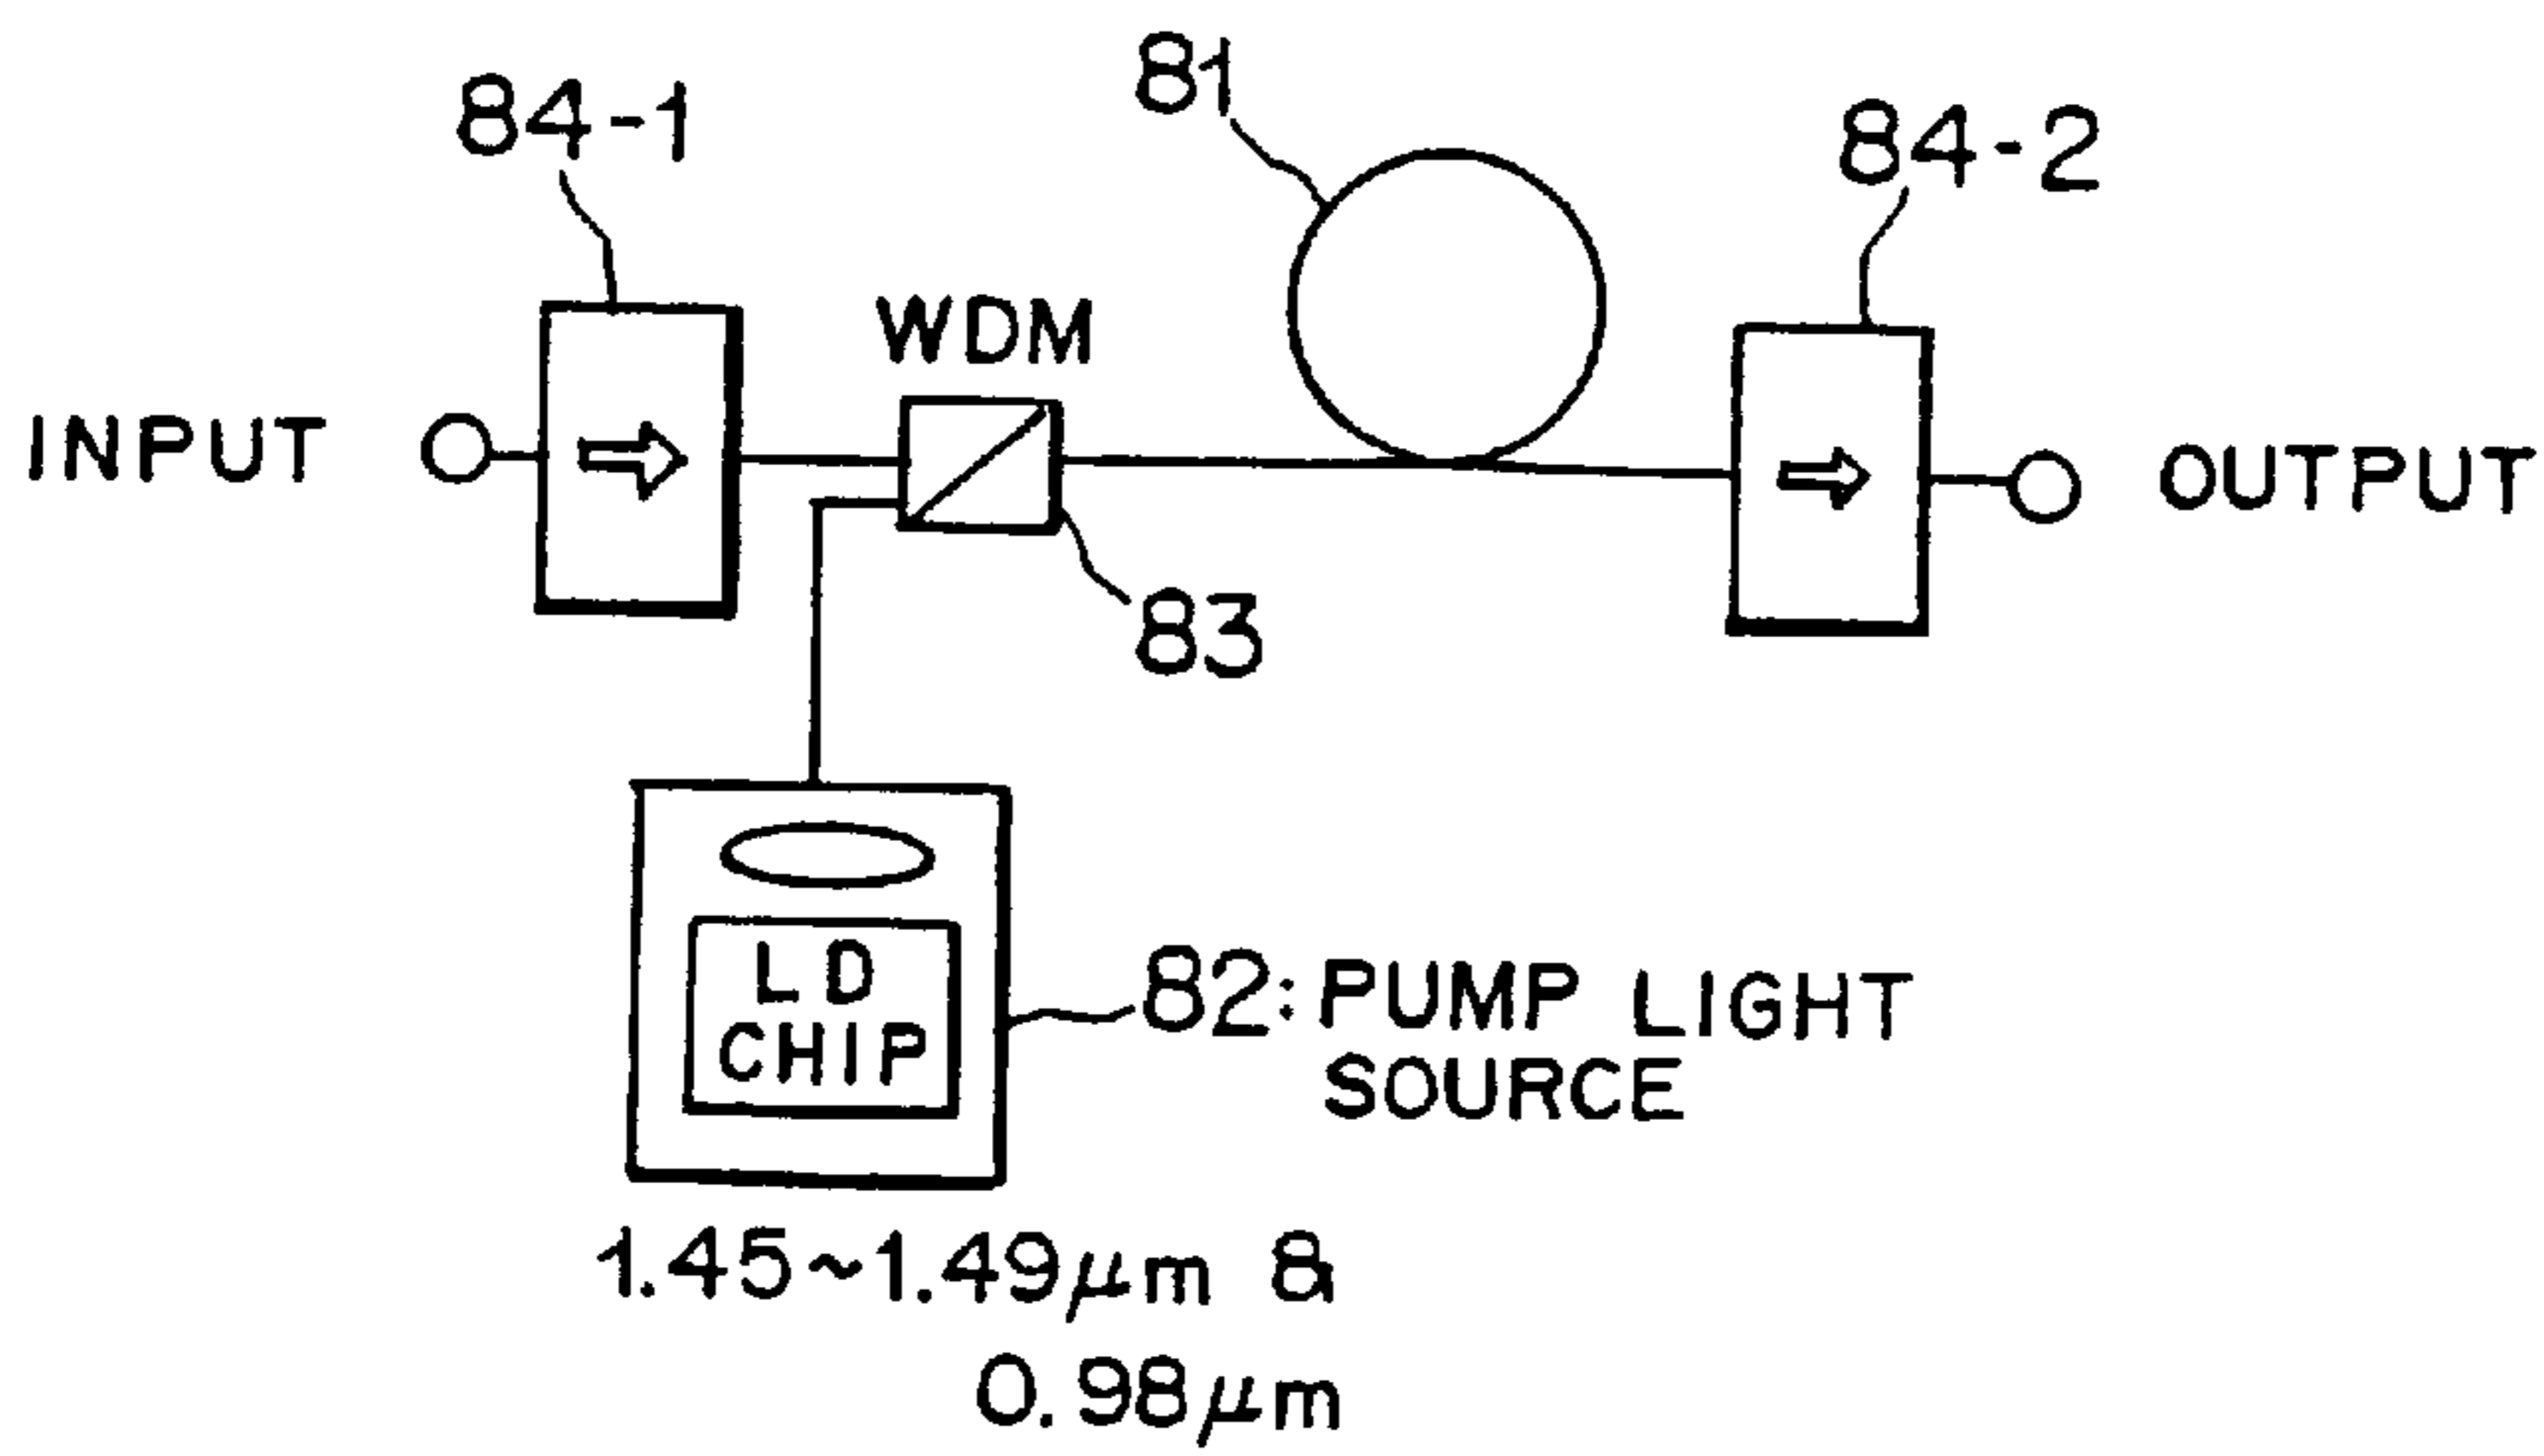 81
84-1
84-2
WDM
INPUT
OUTPUT
83
LD
CHIP
82: PUMP LIGHT
SOURCE
1.45~1.49μm &
0.98μm